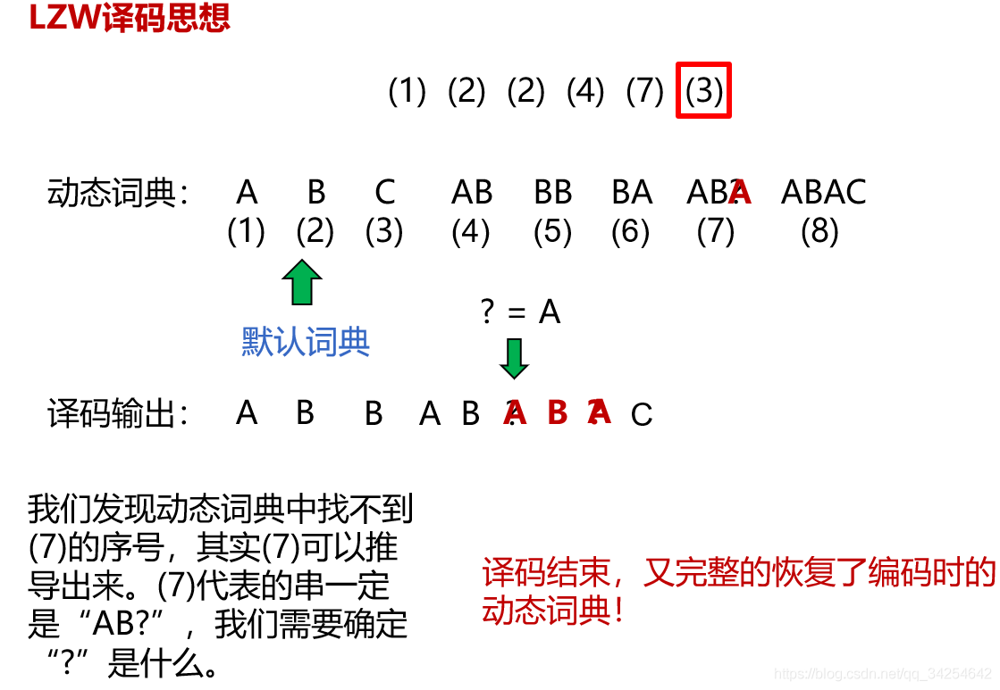 LZW译码思想
(1) (2) (2) (4) (7) (3)
动态词典： A B C AB BB BA AB?A ABAC
(1) (2) (3) (4) (5) (6) (7) (8)
? = A
默认词典
译码输出： A B B A B ?A B ?A C
我们发现动态词典中找不到
(7)的序号，其实(7)可以推
导出来。(7)代表的串一定
是“AB?”，我们需要确定
“?”是什么。
译码结束，又完整的恢复了编码时的
动态词典！
https://blog.csdn.net/qq_34254642